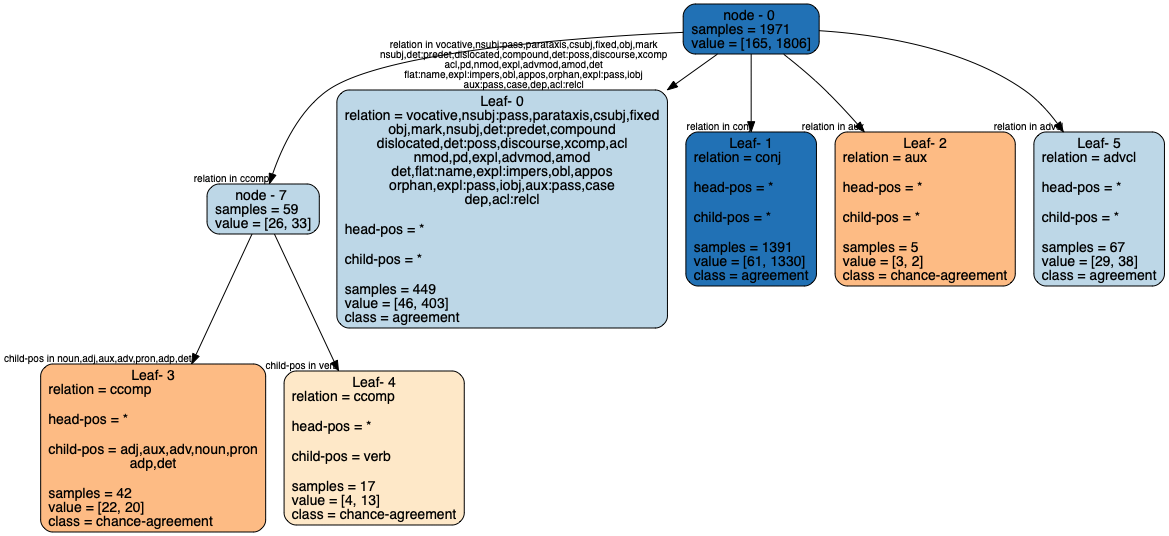 node - 0
samples = 1971
value = [165, 1806]
relation in vocative,nsubj:pass,parataxis,csubj,fixed,obj,mark
nsubj,det:predet,dislocated,compound,det:poss,discourse,xcomp
acl,pd,nmod,expl,advmod,amod,det
flat:name,expl:impers,obl,appos,orphan,expl:pass,iobj
aux:pass,case,dep,acl:relcl
Leaf- 0
relation = vocative,nsubj:pass,parataxis,csubj,fixed
obj,mark,nsubj,det:predet,compound
dislocated,det:poss,discourse,xcomp,acl
nmod,pd,expl,advmod,amod
det,flat:name,expl:impers,obl,appos
orphan,expl:pass,iobj,aux:pass,case
dep,acl:relcl
head-pos = *
child-pos = *
samples = 449
value = [46, 403]
class = agreement
relation in conj
Leaf- 1
relation = conj
head-pos = *
child-pos = *
samples = 1391
value = [61, 1330]
class = agreement
relation in aux
Leaf- 2
relation = aux
head-pos = *
child-pos = *
samples = 5
value = [3, 2]
class = chance-agreement
relation in advcl
Leaf- 5
relation = advcl
head-pos = *
child-pos = *
samples = 67
value = [29, 38]
class = agreement
relation in ccomp
node - 7
samples = 59
value = [26, 33]
child-pos in noun,adj,aux,adv,pron,adp,det
Leaf- 3
relation = ccomp
head-pos = *
child-pos = adj,aux,adv,noun,pron
adp,det
samples = 42
value = [22, 20]
class = chance-agreement
child-pos in verb
Leaf- 4
relation = ccomp
head-pos = *
child-pos = verb
samples = 17
value = [4, 13]
class = chance-agreement